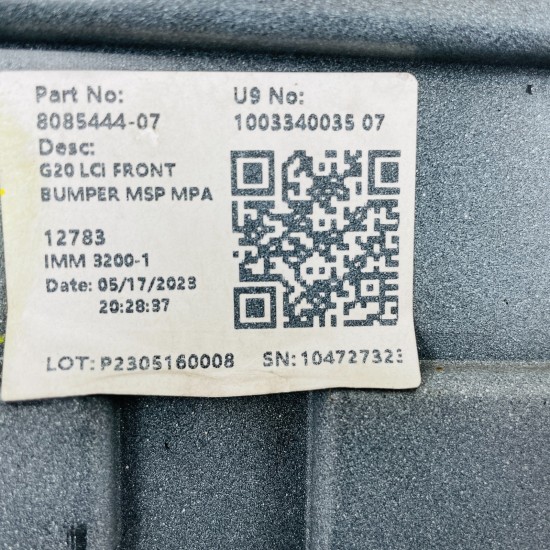 Part No:
8085444-07
Desc:
G20 LCI FRONT
BUMPER MSP MPA
12783
IMM 3200-1
Date: 05/17/2023
20:28:37
U9 No:
1003340035 07
LOT: P2305160008 SN: 104727323